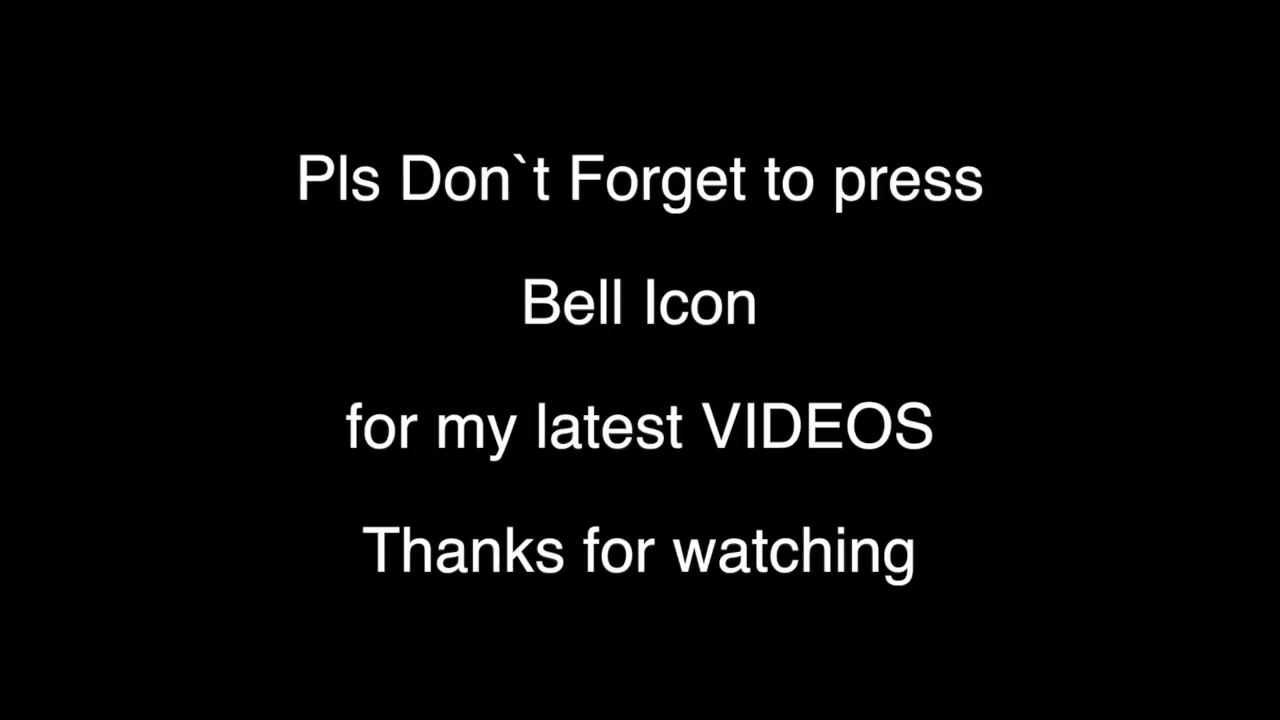 Pls Don`t Forget to press
Bell Icon
for my latest VIDEOS
Thanks for watching